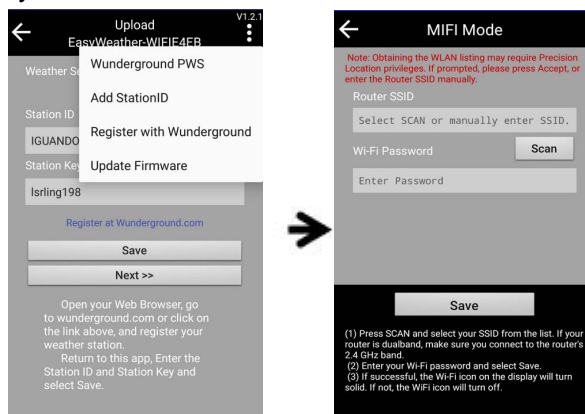 Upload
V1.2.1
EasyWeather-WIFIE4EB
Wunderground PWS
Weather Se
Add StationID
Station ID
Register with Wunderground
IGUANDO
Station Key
Update Firmware
lsrling198
Register at Wunderground.com
Save
Next >>
Open your Web Browser, go
to wunderground.com or click on
the link above, and register your
weather station.
Return to this app, Enter the
Station ID and Station Key and
select Save.
MIFI Mode
Note: Obtaining the WLAN listing may require Precision
Location privileges. If prompted, please press Accept, or
enter the Router SSID manually.
Router SSID
Select SCAN or manually enter SSID.
Wi-Fi Password
Scan
Enter Password
Save
(1) Press SCAN and select your SSID from the list. If your
router is dualband, make sure you connect to the router's
2.4 GHz band.
(2) Enter your Wi-Fi password and select Save.
(3) If successful, the Wi-Fi icon on the display will turn
solid. If not, the WiFi icon will turn off.